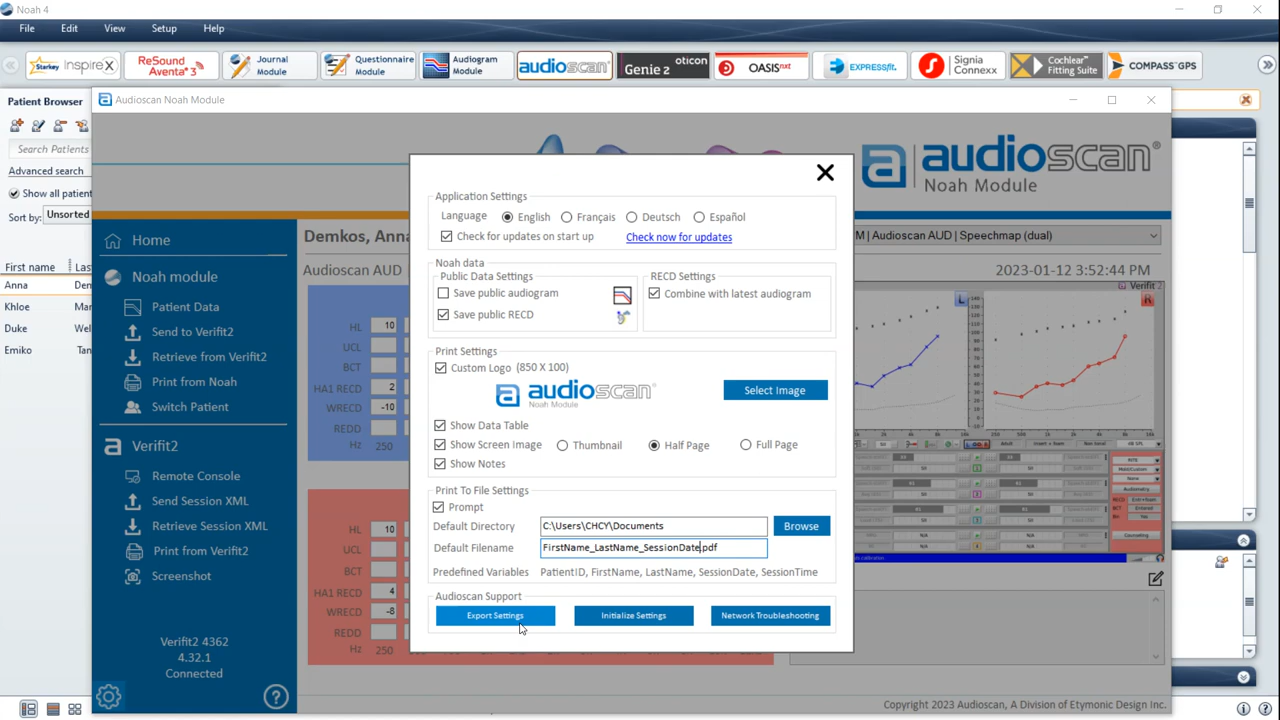 Noah 4
File Edit View Setup Help
Starkey Inspire X ReSound Aventa 3 Journal Module Questionnaire Module Audiogram Module audioscan Genie 2 oticon OASIS nxt EXPRESSfit Signia Connexx Cochlear Fitting Suite COMPASS GPS
Patient Browser
Search Patients
Advanced search
Show all patient
Sort by: Unsorted
First name Las
Anna Den
Khloe Mar
Duke Wel
Emiko Tan
Audioscan Noah Module
audioscan®
Noah Module
Home
Noah module
Patient Data
Send to Verifit2
Retrieve from Verifit2
Print from Noah
Switch Patient
Verifit2
Remote Console
Send Session XML
Retrieve Session XML
Print from Verifit2
Screenshot
Verifit2 4362
4.32.1
Connected
Demkos, Anna
M | Audioscan AUD | Speechmap (dual)
Audioscan AUD
2023-01-12 3:52:44 PM
HL 10
UCL
BCT
HA1 RECD 2
WRECD -10
REDD
Hz 250
HL 10
UCL
BCT
HA1 RECD 4
WRECD -8
REDD
Hz 250
Verifit 2
L R
Application Settings
Language English Français Deutsch Español
Check for updates on start up Check now for updates
Noah data
Public Data Settings
Save public audiogram
Save public RECD
RECD Settings
Combine with latest audiogram
Print Settings
Custom Logo (850 X 100)
audioscan®
Noah Module
Select Image
Show Data Table
Show Screen Image Thumbnail Half Page Full Page
Show Notes
Print To File Settings
Prompt
Default Directory C:\Users\CHCY\Documents Browse
Default Filename FirstName_LastName_SessionDate.pdf
Predefined Variables PatientID, FirstName, LastName, SessionDate, SessionTime
Audioscan Support
Export Settings Initialize Settings Network Troubleshooting
Copyright 2023 Audioscan, A Division of Etymonic Design Inc.